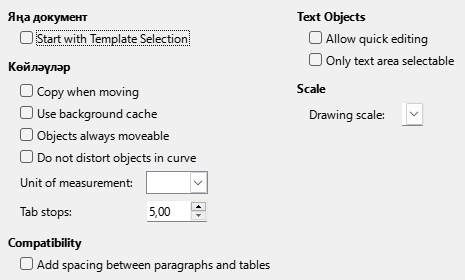 Яңа документ
Start with Template Selection
Көйләүләр
Copy when moving
Use background cache
Objects always moveable
Do not distort objects in curve
Unit of measurement:
Tab stops: 5,00
Compatibility
Add spacing between paragraphs and tables
Text Objects
Allow quick editing
Only text area selectable
Scale
Drawing scale: